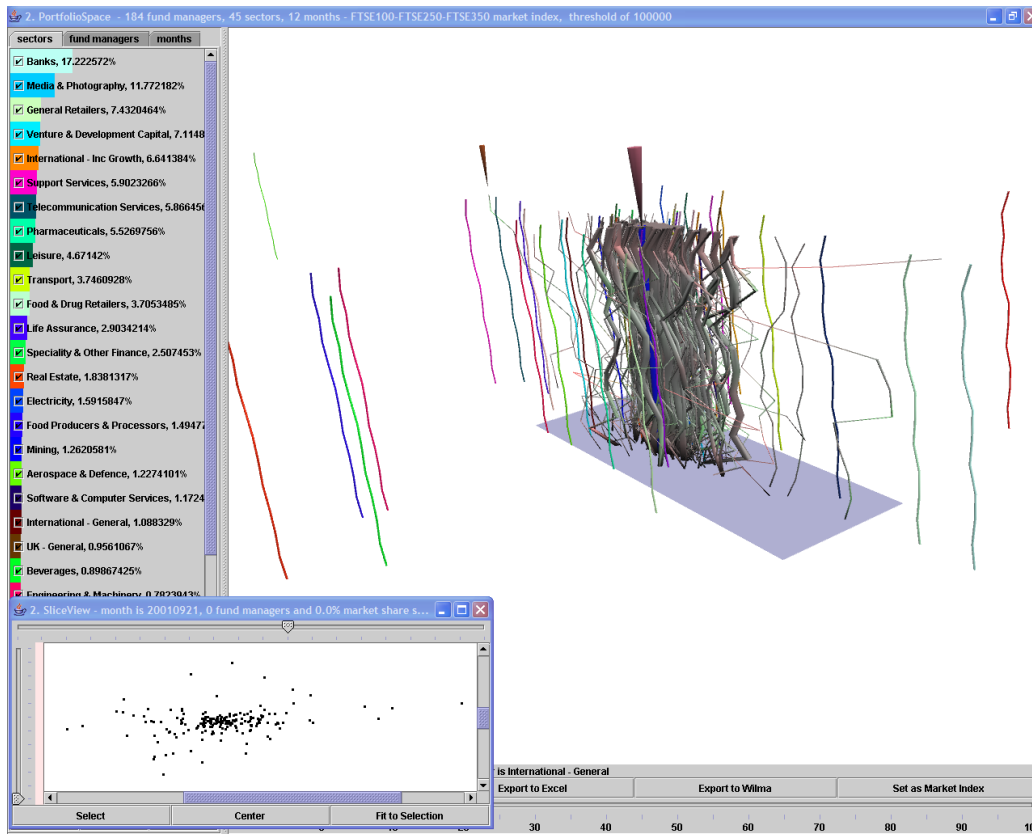 2. PortfolioSpace - 184 fund managers, 45 sectors, 12 months - FTSE100-FTSE250-FTSE350 market index, threshold of 100000
sectors fund managers months
Banks, 17.222572%
Media & Photography, 11.772182%
General Retailers, 7.4320464%
Venture & Development Capital, 7.1148
International - Inc Growth, 6.641384%
Support Services, 5.9023266%
Telecommunication Services, 5.866456
Pharmaceuticals, 5.5269756%
Leisure, 4.67142%
Transport, 3.7460928%
Food & Drug Retailers, 3.7053485%
Life Assurance, 2.9034214%
Speciality & Other Finance, 2.507453%
Real Estate, 1.8381317%
Electricity, 1.5915847%
Food Producers & Processors, 1.4947
Mining, 1.2620581%
Aerospace & Defence, 1.2274101%
Software & Computer Services, 1.1724
International - General, 1.088329%
UK - General, 0.9561067%
Beverages, 0.89867425%
Engineering & Machinery, 0.7823943%
2. SliceView - month is 20010921, 0 fund managers and 0.0% market share s...
Select Center Fit to Selection
is International - General
Export to Excel Export to Wilma Set as Market Index
30 40 50 60 70 80 90